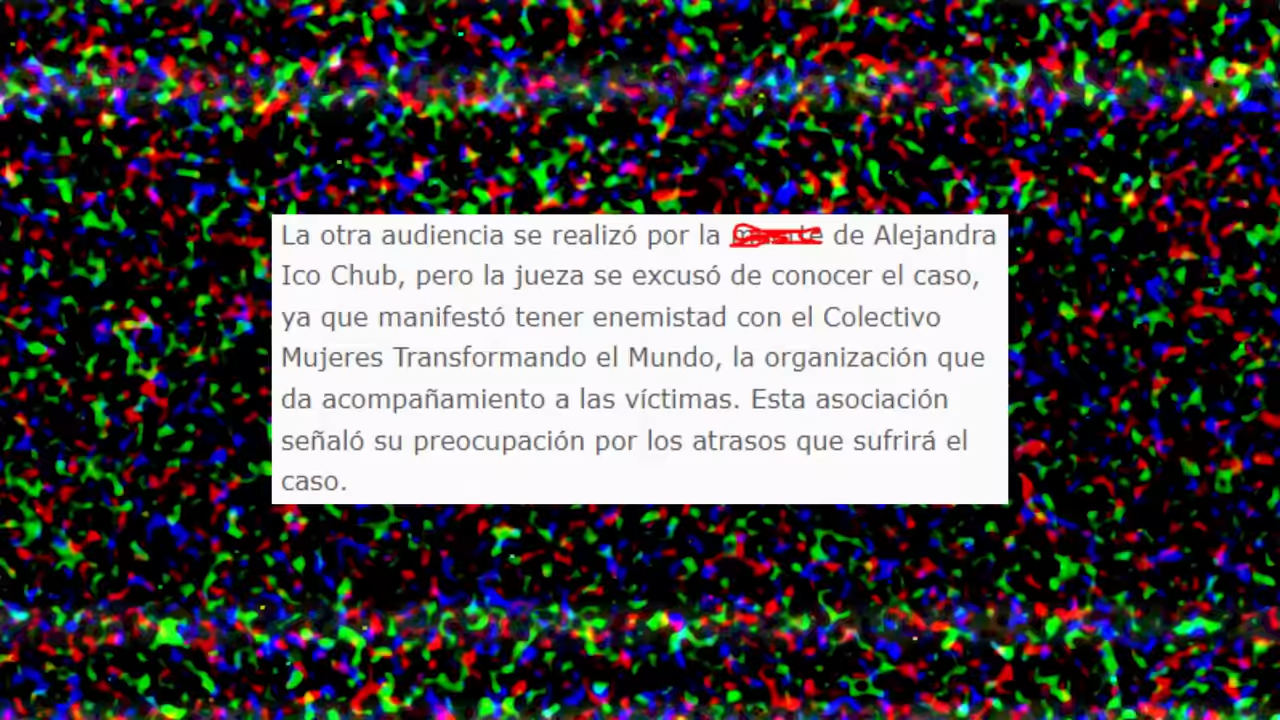 La otra audiencia se realizó por la de Alejandra
Ico Chub, pero la jueza se excusó de conocer el caso,
ya que manifestó tener enemistad con el Colectivo
Mujeres Transformando el Mundo, la organización que
da acompañamiento a las víctimas. Esta asociación
señaló su preocupación por los atrasos que sufrirá el
caso.